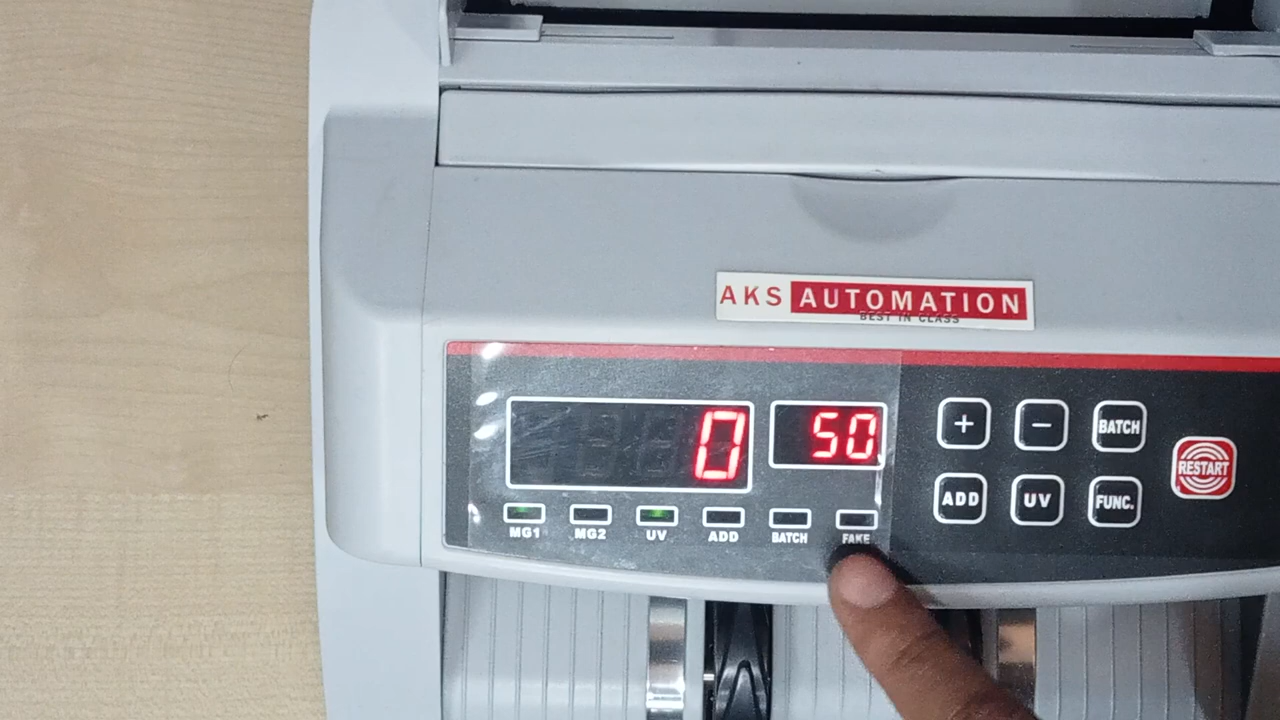 AKS AUTOMATION
BEST IN CLASS
0 50
+ − BATCH
RESTART
ADD UV FUNC.
MG1 MG2 UV ADD BATCH FAKE